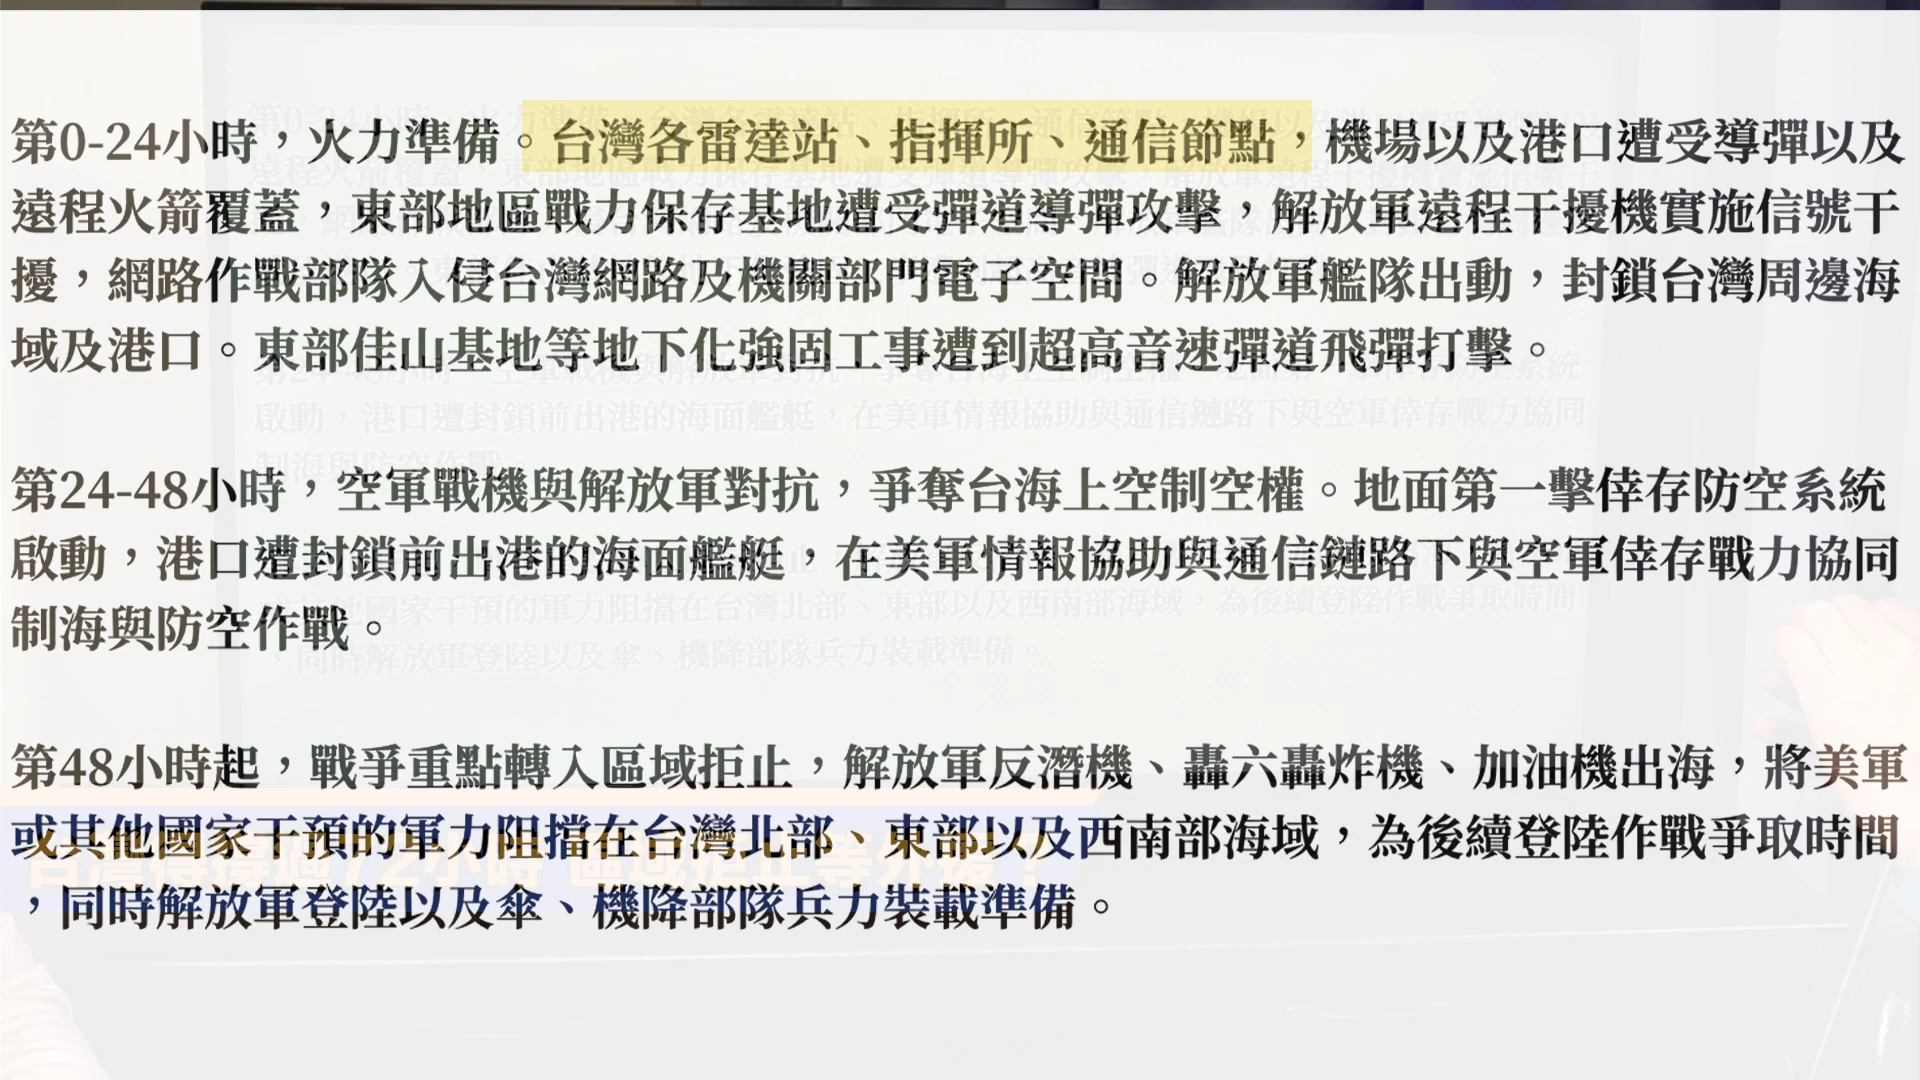 第0-24小時，火力準備。台灣各雷達站、指揮所、通信節點，機場以及港口遭受導彈以及
遠程火箭覆蓋，東部地區戰力保存基地遭受彈道導彈攻擊，解放軍遠程干擾機實施信號干
擾，網路作戰部隊入侵台灣網路及機關部門電子空間。解放軍艦隊出動，封鎖台灣周邊海
域及港口。東部佳山基地等地下化強固工事遭到超高音速彈道飛彈打擊。
第24-48小時，空軍戰機與解放軍對抗，爭奪台海上空制空權。地面第一擊倖存防空系統
啟動，港口遭封鎖前出港的海面艦艇，在美軍情報協助與通信鏈路下與空軍倖存戰力協同
制海與防空作戰。
第48小時起，戰爭重點轉入區域拒止，解放軍反潛機、轟六轟炸機、加油機出海，將美軍
或其他國家干預的軍力阻擋在台灣北部、東部以及西南部海域，為後續登陸作戰爭取時間
，同時解放軍登陸以及傘、機降部隊兵力裝載準備。